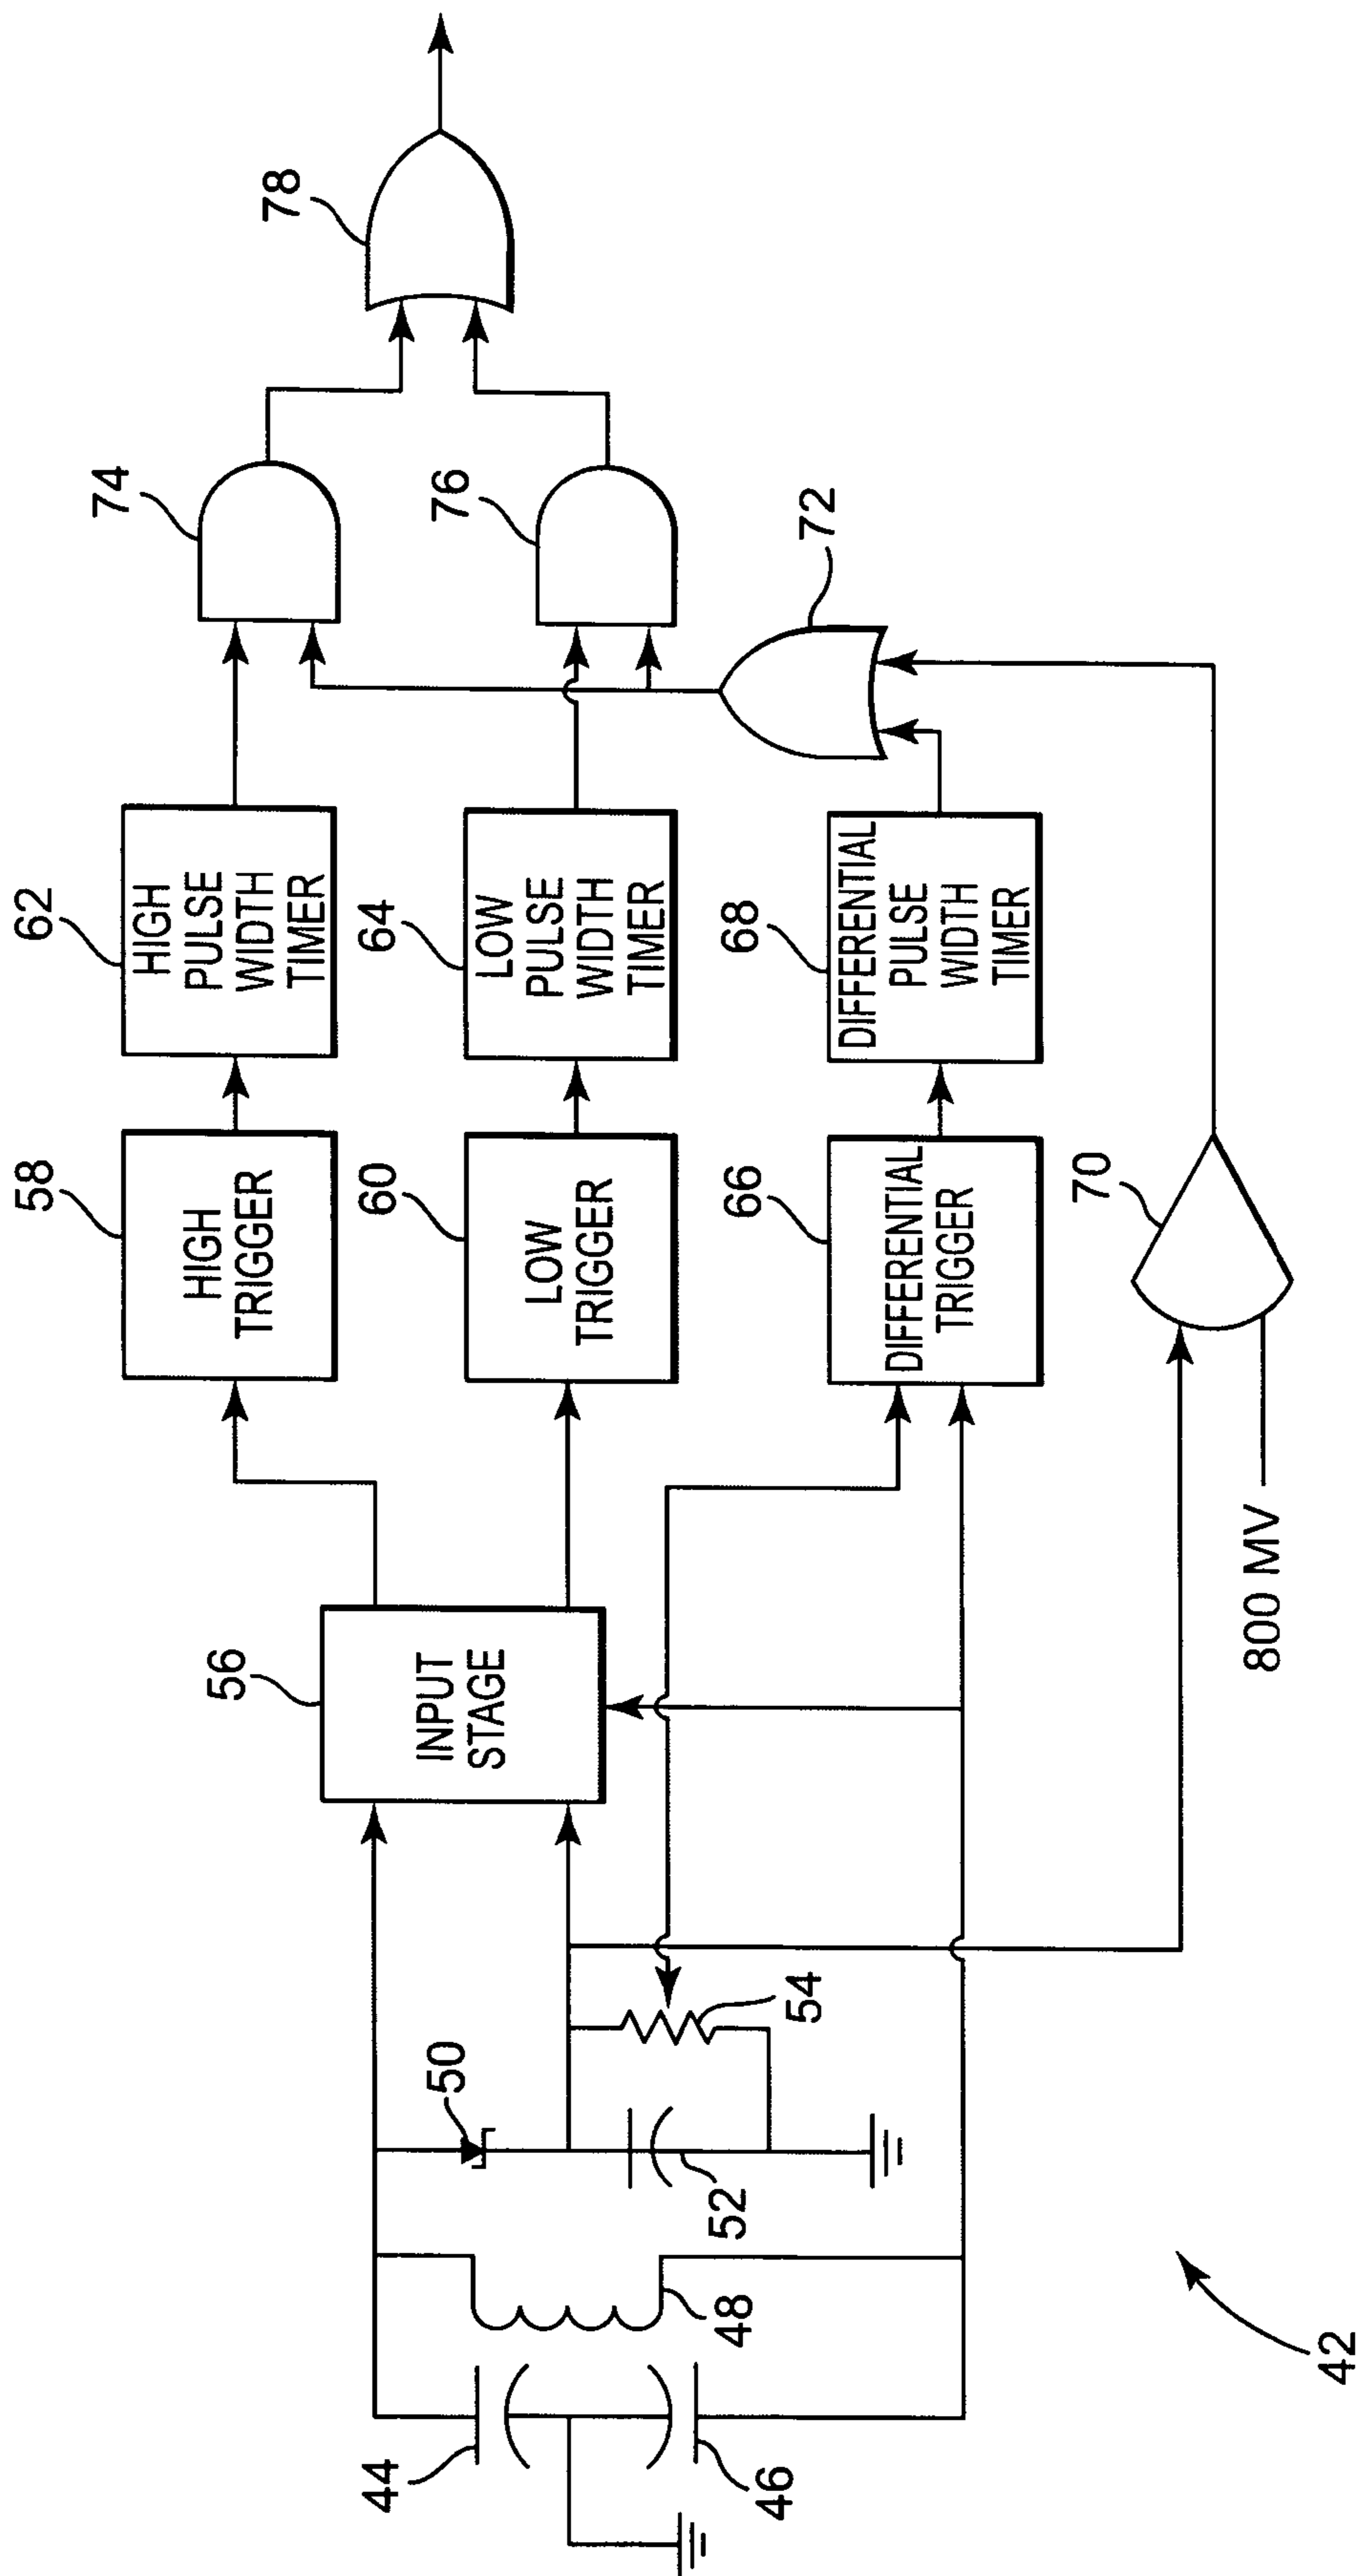 78
74
76
72
62
HIGH
PULSE
WIDTH
TIMER
64
LOW
PULSE
WIDTH
TIMER
68
DIFFERENTIAL
PULSE
WIDTH
TIMER
58
HIGH
TRIGGER
60
LOW
TRIGGER
66
DIFFERENTIAL
TRIGGER
70
800 MV
56
INPUT
STAGE
50
54
52
48
44
46
42